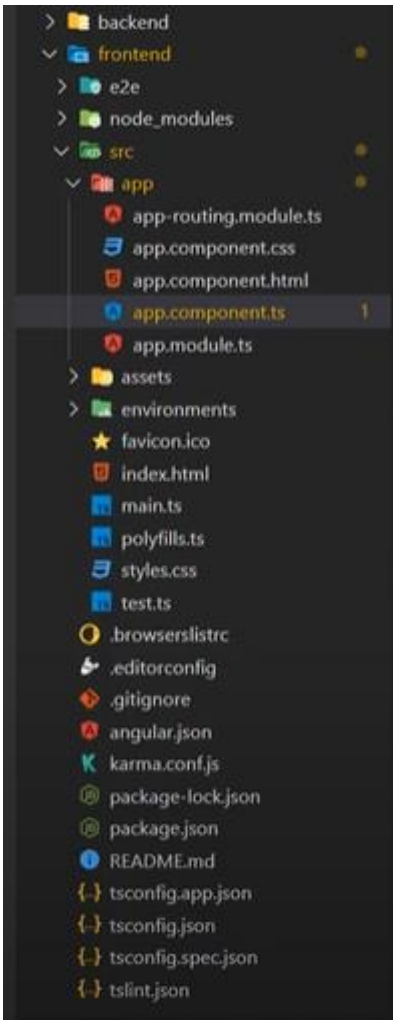 backend
frontend
e2e
node_modules
src
app
app-routing.module.ts
app.component.css
app.component.html
app.component.ts 1
app.module.ts
assets
environments
favicon.ico
index.html
main.ts
polyfills.ts
styles.css
test.ts
.browserslistrc
.editorconfig
.gitignore
angular.json
karma.conf.js
package-lock.json
package.json
README.md
tsconfig.app.json
tsconfig.json
tsconfig.spec.json
tslint.json